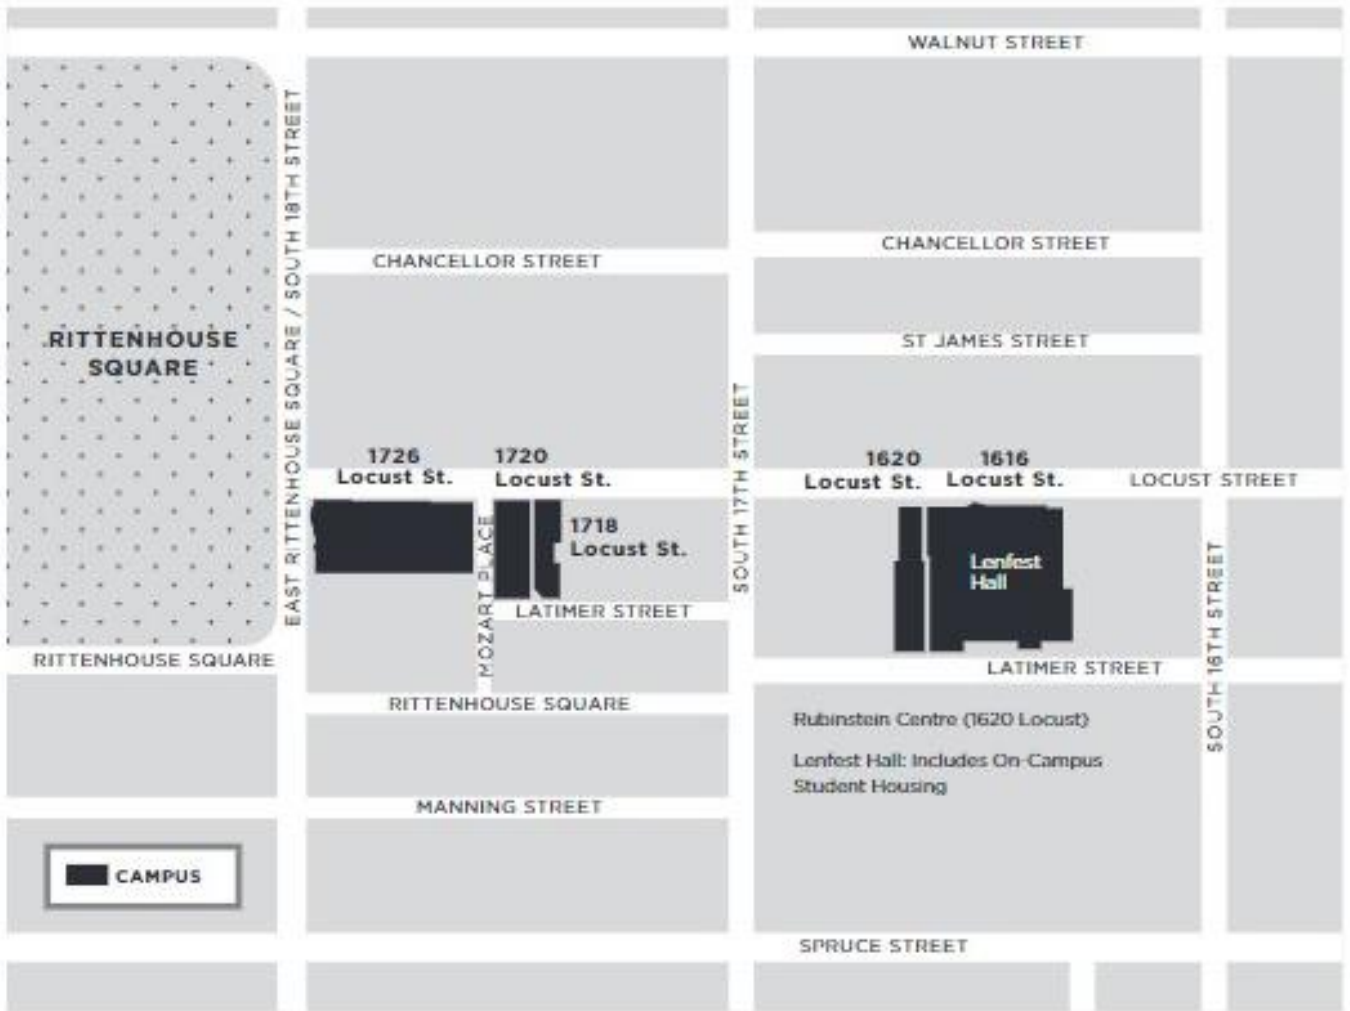 WALNUT STREET
EAST RITTENHOUSE SQUARE / SOUTH 18TH STREET
CHANCELLOR STREET
CHANCELLOR STREET
RITTENHOUSE
SQUARE
ST JAMES STREET
SOUTH 17TH STREET
1726
Locust St.
1720
Locust St.
1620
Locust St.
1616
Locust St.
LOCUST STREET
MOZART PLACE
1718
Locust St.
Lenfest
Hall
SOUTH 16TH STREET
LATIMER STREET
RITTENHOUSE SQUARE
LATIMER STREET
RITTENHOUSE SQUARE
Rubinstein Centre (1620 Locust)
Lenfest Hall: Includes On-Campus
Student Housing
MANNING STREET
CAMPUS
SPRUCE STREET